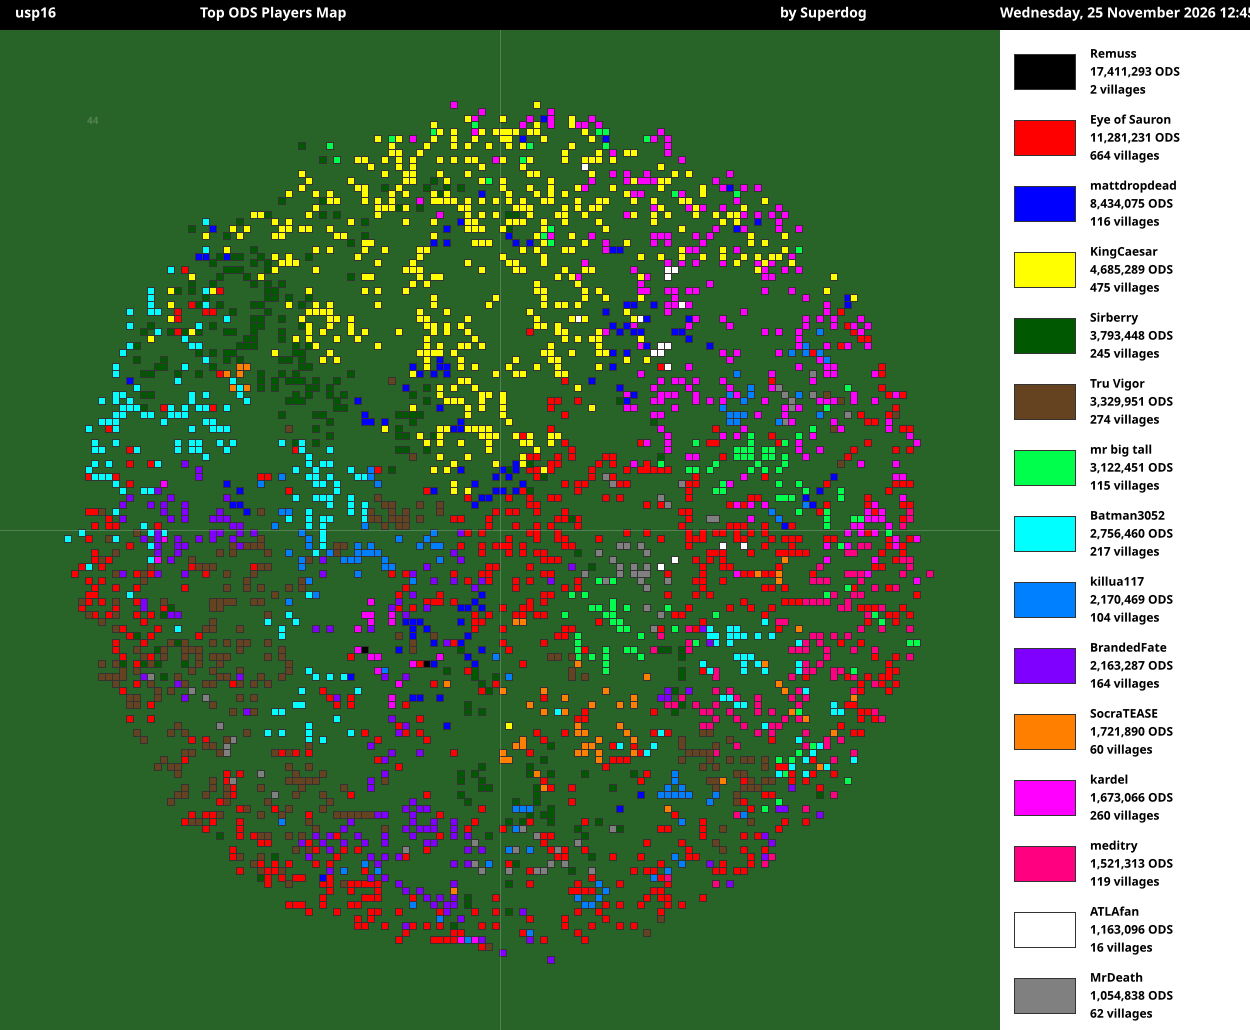 usp16 Top ODS Players Map by Superdog Wednesday, 25 November 2026 12:45
44
Remuss
17,411,293 ODS
2 villages
Eye of Sauron
11,281,231 ODS
664 villages
mattdropdead
8,434,075 ODS
116 villages
KingCaesar
4,685,289 ODS
475 villages
Sirberry
3,793,448 ODS
245 villages
Tru Vigor
3,329,951 ODS
274 villages
mr big tall
3,122,451 ODS
115 villages
Batman3052
2,756,460 ODS
217 villages
killua117
2,170,469 ODS
104 villages
BrandedFate
2,163,287 ODS
164 villages
SocraTEASE
1,721,890 ODS
60 villages
kardel
1,673,066 ODS
260 villages
meditry
1,521,313 ODS
119 villages
ATLAfan
1,163,096 ODS
16 villages
MrDeath
1,054,838 ODS
62 villages